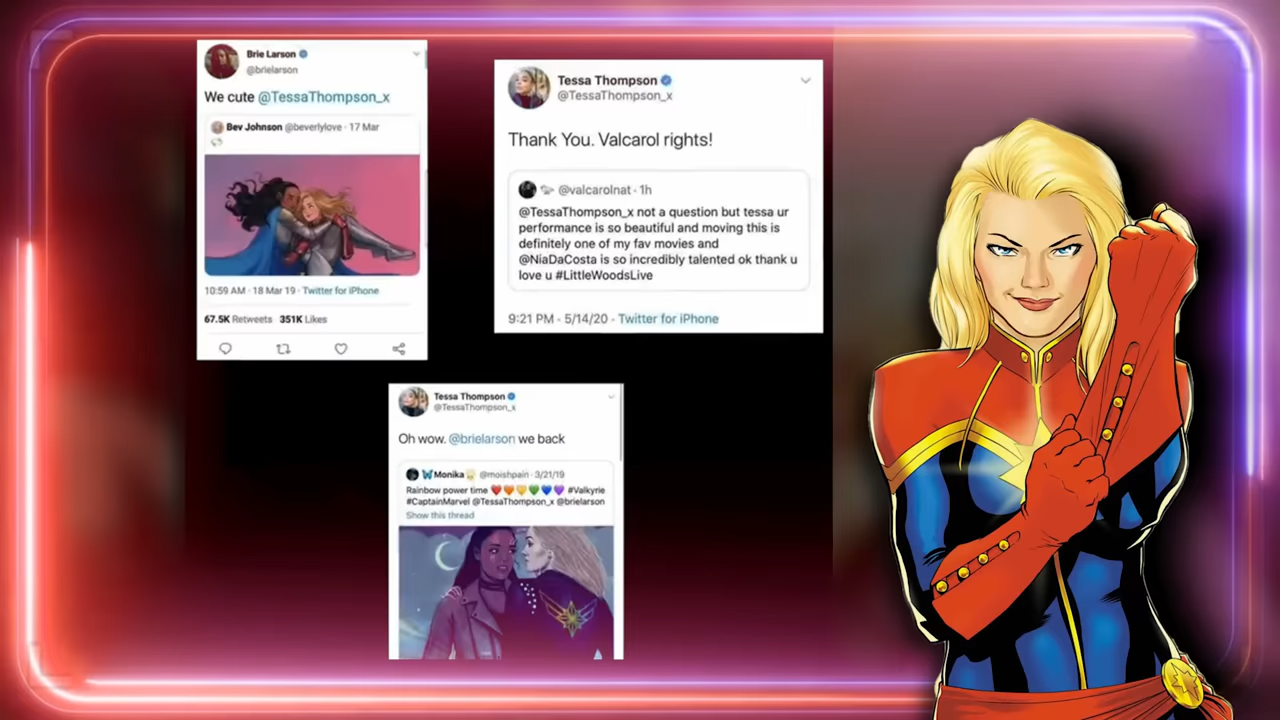 Brie Larson
@brielarson
We cute @TessaThompson_x
Bev Johnson @beverlylove · 17 Mar
10:59 AM · 18 Mar 19 · Twitter for iPhone
67.5K Retweets 351K Likes
Tessa Thompson
@TessaThompson_x
Thank You. Valcarol rights!
@valcarolnat · 1h
@TessaThompson_x not a question but tessa ur
performance is so beautiful and moving this is
definitely one of my fav movies and
@NiaDaCosta is so incredibly talented ok thank u
love u #LittleWoodsLive
9:21 PM · 5/14/20 · Twitter for iPhone
Tessa Thompson
@TessaThompson_x
Oh wow. @brielarson we back
Monika @moishpain · 3/21/19
Rainbow power time ❤️🧡💛💚💙💜 #Valkyrie
#CaptainMarvel @TessaThompson_x @brielarson
Show this thread